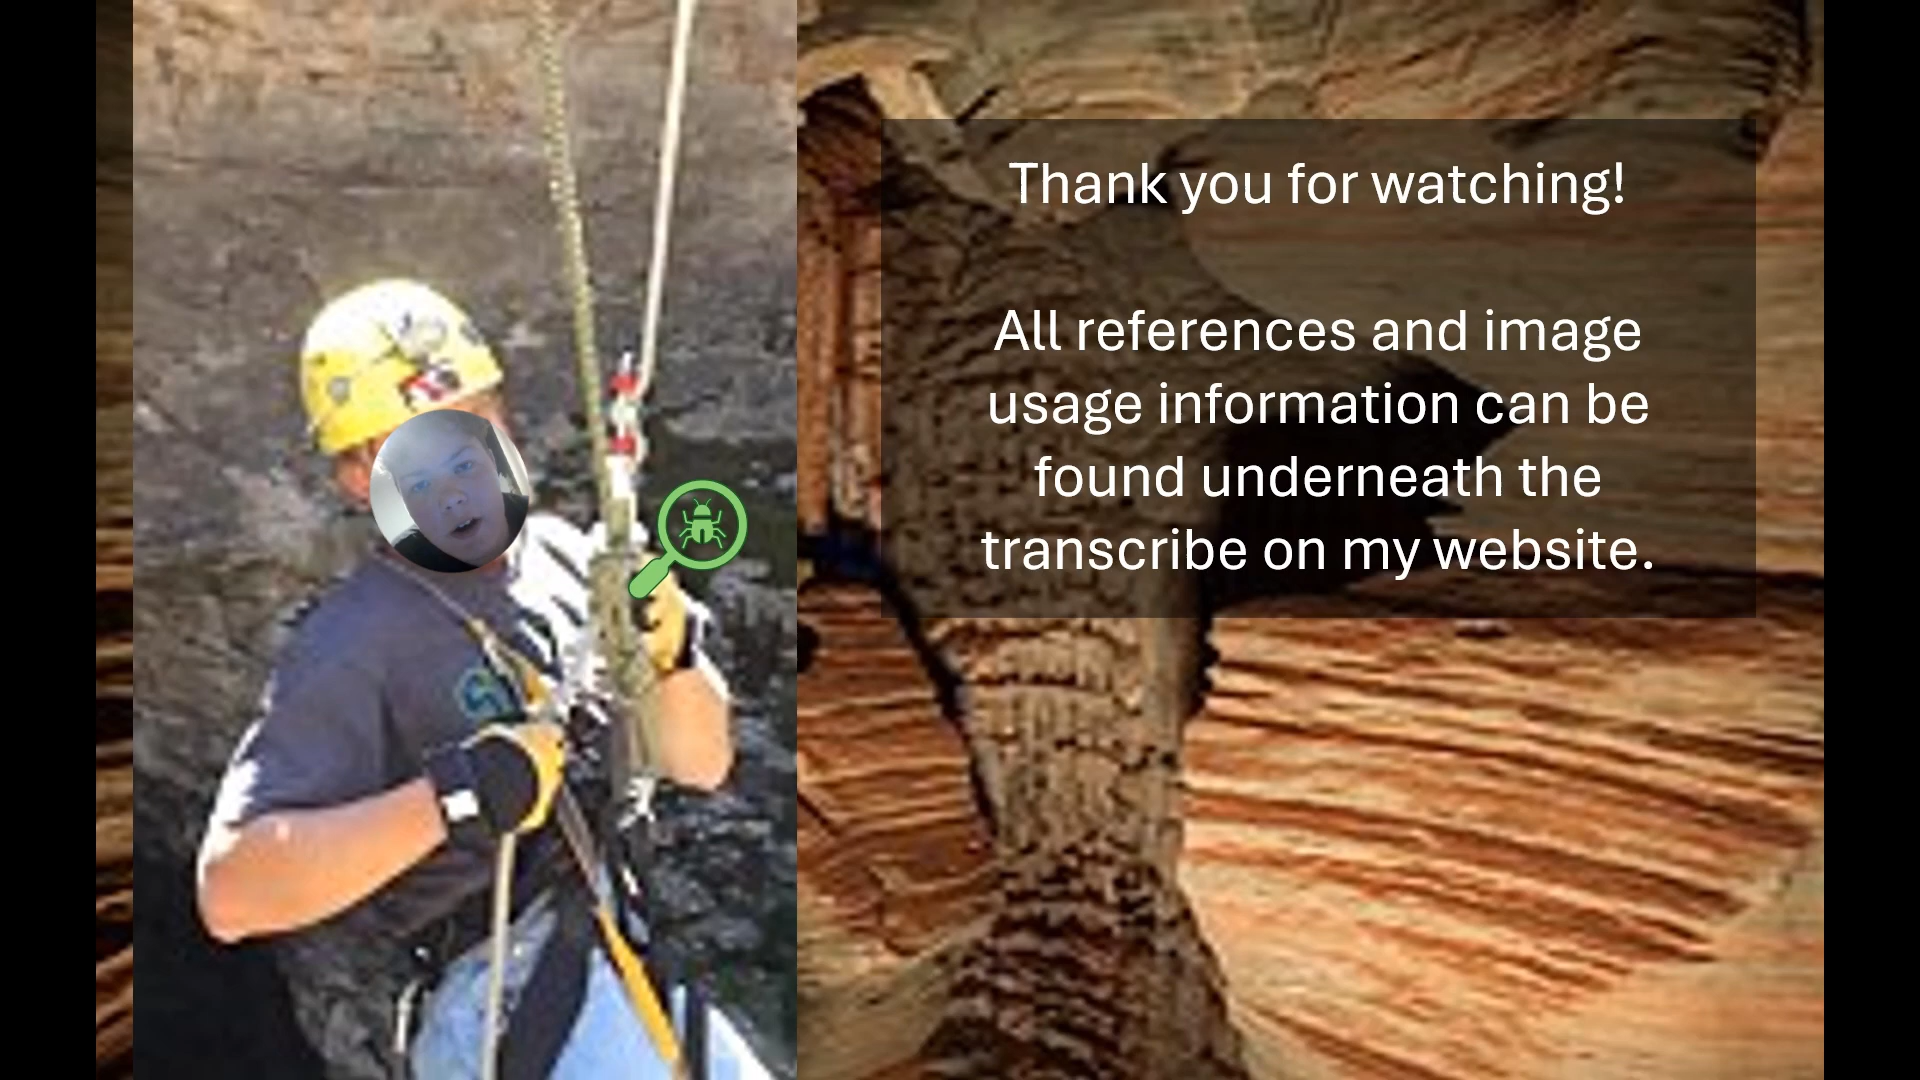 Thank you for watching!
All references and image
usage information can be
found underneath the
transcribe on my website.